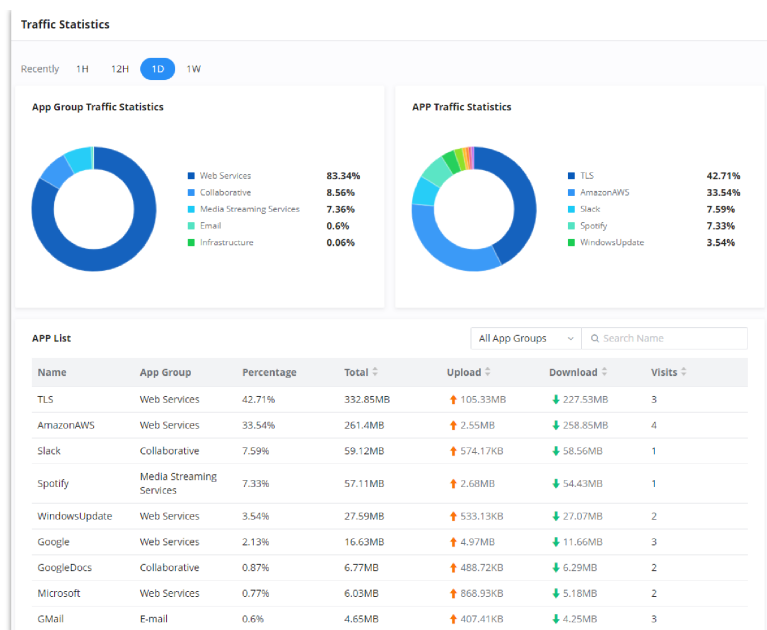 Traffic Statistics
Recently 1H 12H 1D 1W
App Group Traffic Statistics
Web Services 83.34%
Collaborative 8.56%
Media Streaming Services 7.36%
Email 0.6%
Infrastructure 0.06%
APP Traffic Statistics
TLS 42.71%
AmazonAWS 33.54%
Slack 7.59%
Spotify 7.33%
WindowsUpdate 3.54%
APP List All App Groups Search Name
Name App Group Percentage Total Upload Download Visits
TLS Web Services 42.71% 332.85MB 105.33MB 227.53MB 3
AmazonAWS Web Services 33.54% 261.4MB 2.55MB 258.85MB 4
Slack Collaborative 7.59% 59.12MB 574.17KB 58.56MB 1
Spotify Media Streaming Services 7.33% 57.11MB 2.68MB 54.43MB 1
WindowsUpdate Web Services 3.54% 27.59MB 533.13KB 27.07MB 2
Google Web Services 2.13% 16.63MB 4.97MB 11.66MB 3
GoogleDocs Collaborative 0.87% 6.77MB 488.72KB 6.29MB 2
Microsoft Web Services 0.77% 6.03MB 868.93KB 5.18MB 2
GMail E-mail 0.6% 4.65MB 407.41KB 4.25MB 3